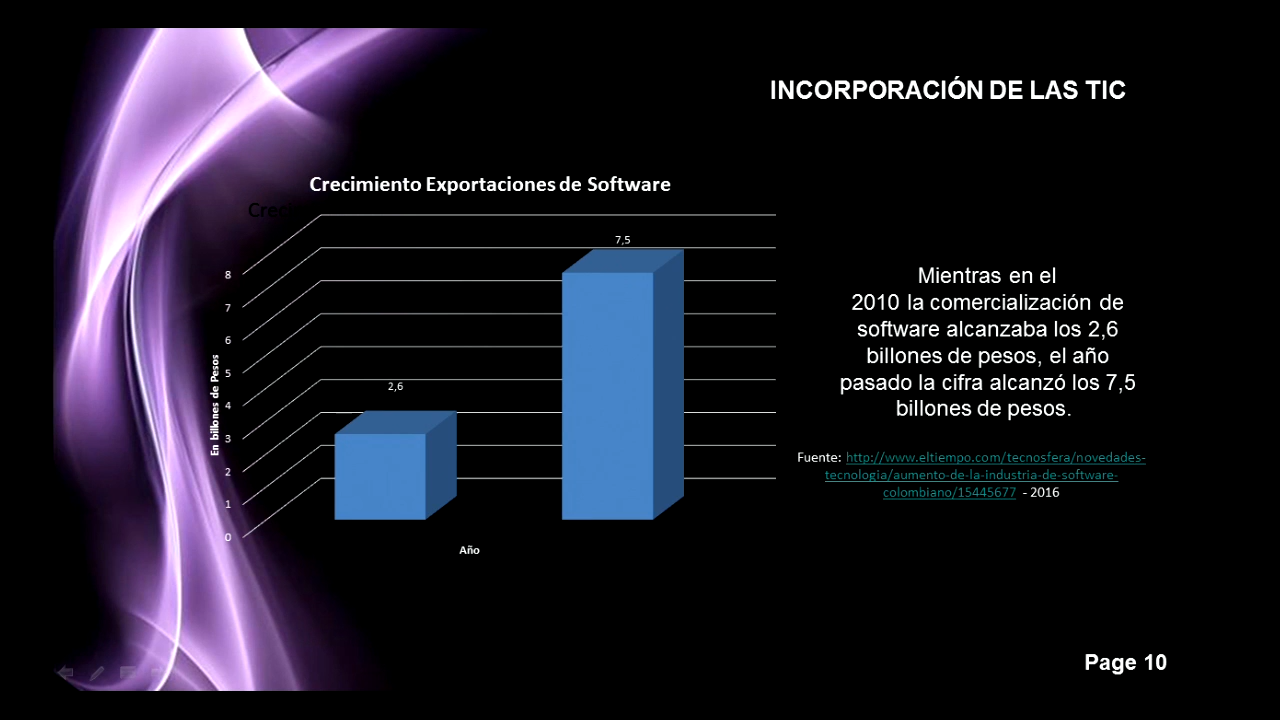 INCORPORACIÓN DE LAS TIC
Crecimiento Exportaciones de Software
Cre
8
7
6
5
4
3
2
1
0
En billones de Pesos
2,6
7,5
Año
Mientras en el
2010 la comercialización de
software alcanzaba los 2,6
billones de pesos, el año
pasado la cifra alcanzó los 7,5
billones de pesos.
Fuente: http://www.eltiempo.com/tecnosfera/novedades-
tecnologia/aumento-de-la-industria-de-software-
colombiano/15445677 - 2016
Page 10